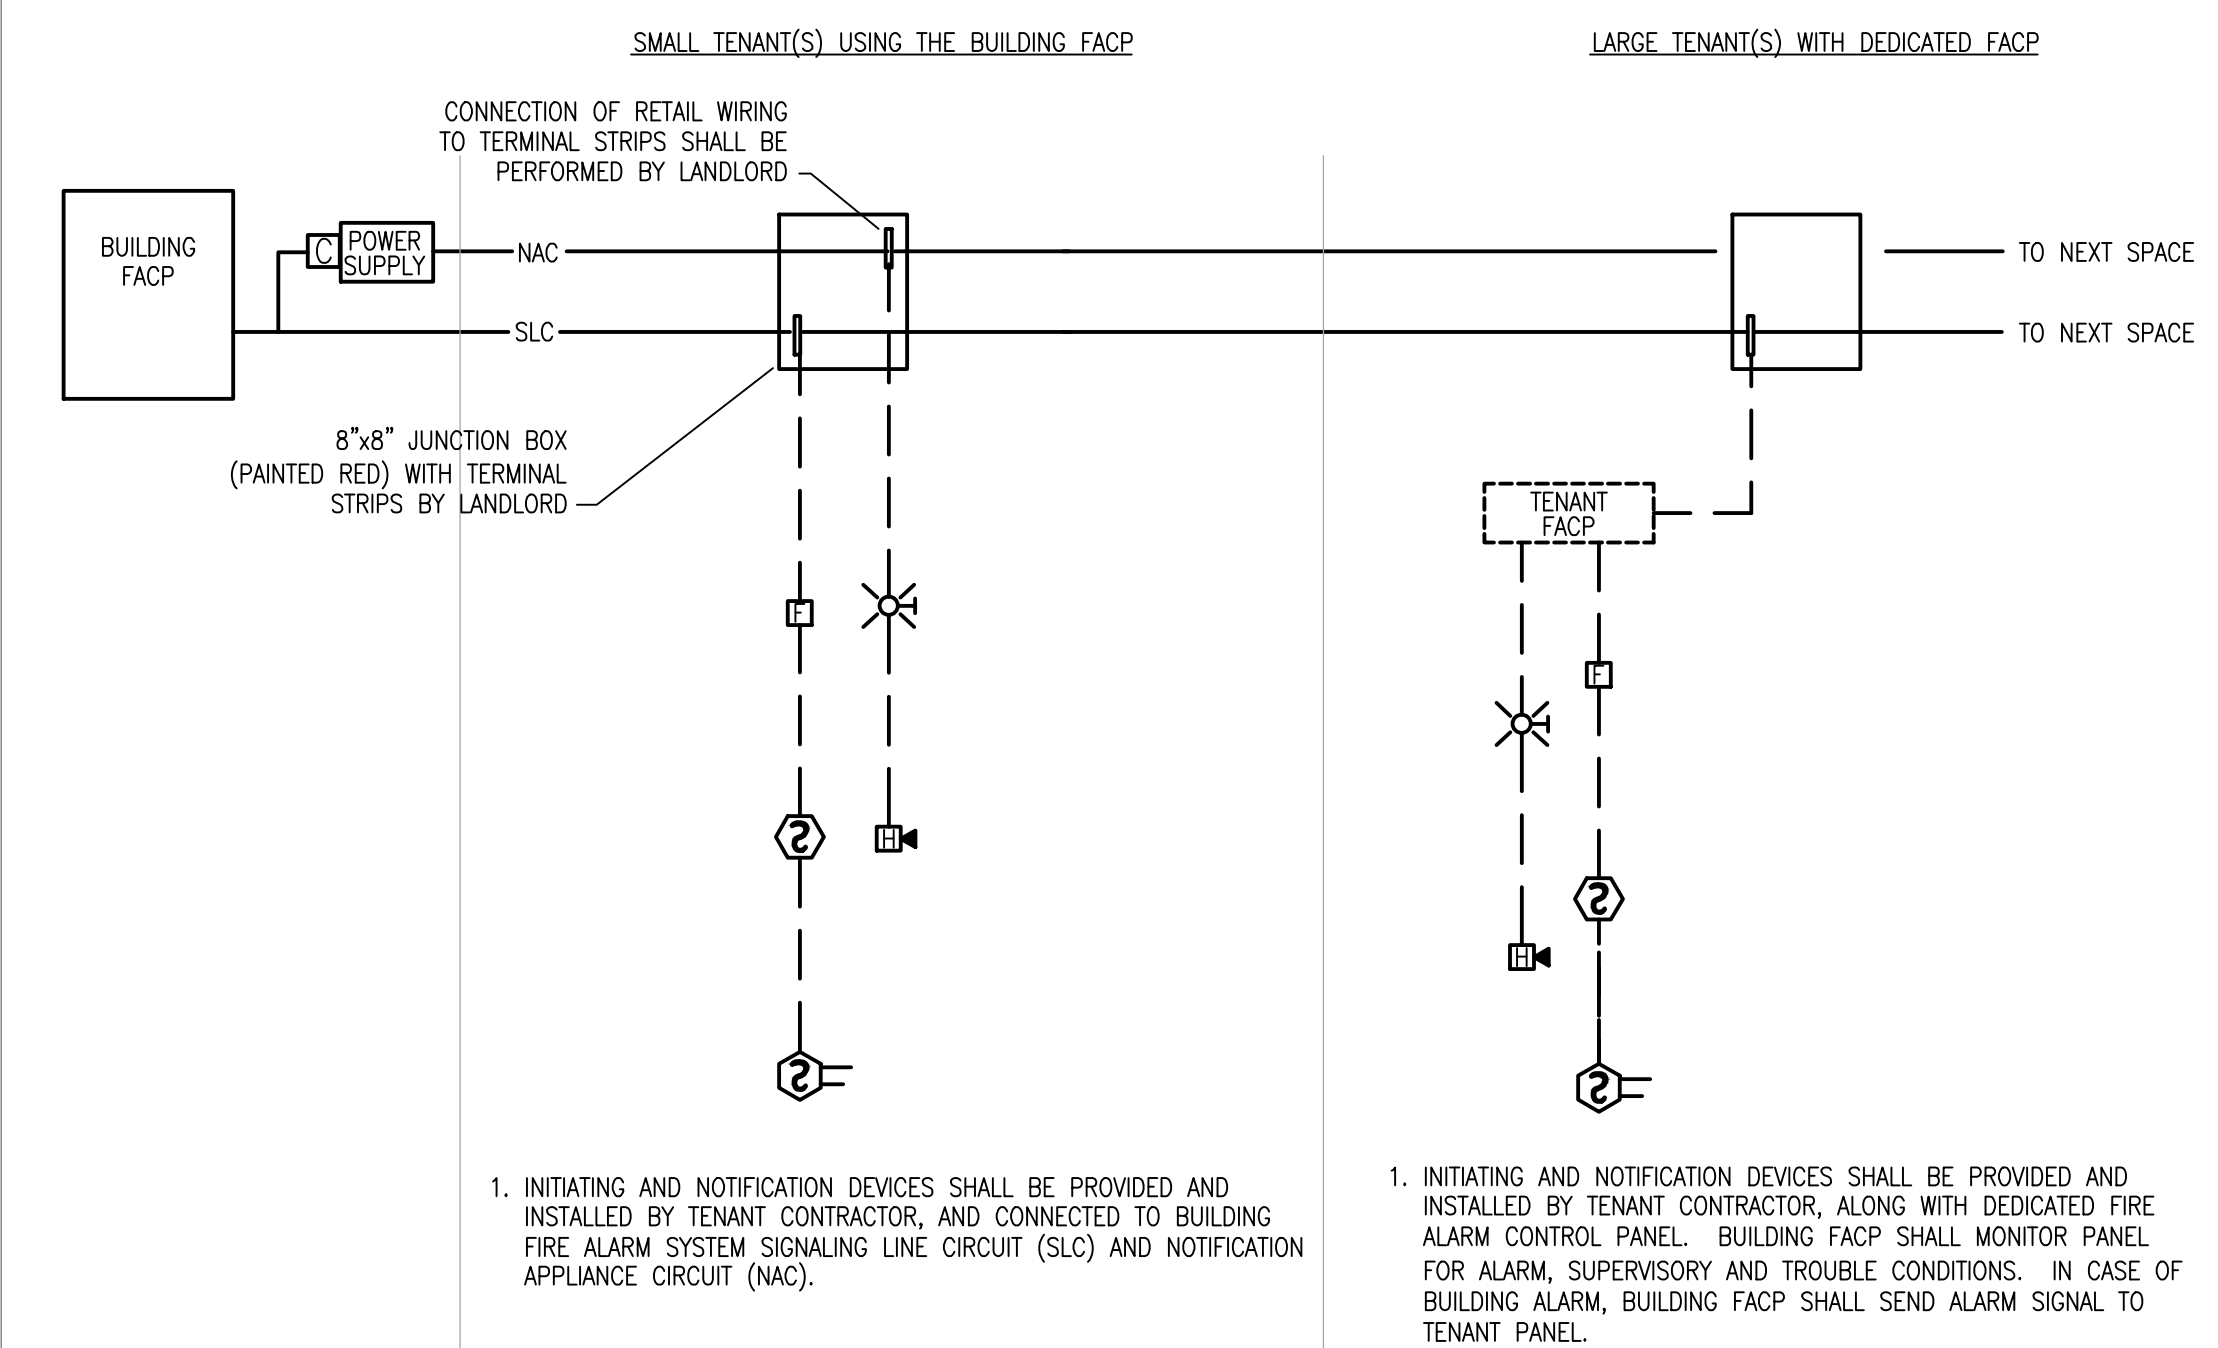 SMALL TENANT(S) USING THE BUILDING FACP
LARGE TENANT(S) WITH DEDICATED FACP
CONNECTION OF RETAIL WIRING
TO TERMINAL STRIPS SHALL BE
PERFORMED BY LANDLORD
BUILDING
FACP
C
POWER
SUPPLY
NAC
TO NEXT SPACE
SLC
TO NEXT SPACE
8"x8" JUNCTION BOX
(PAINTED RED) WITH TERMINAL
STRIPS BY LANDLORD
TENANT
FACP
F
F
S
H
S
H
S
S
1. INITIATING AND NOTIFICATION DEVICES SHALL BE PROVIDED AND
INSTALLED BY TENANT CONTRACTOR, AND CONNECTED TO BUILDING
FIRE ALARM SYSTEM SIGNALING LINE CIRCUIT (SLC) AND NOTIFICATION
APPLIANCE CIRCUIT (NAC).
1. INITIATING AND NOTIFICATION DEVICES SHALL BE PROVIDED AND
INSTALLED BY TENANT CONTRACTOR, ALONG WITH DEDICATED FIRE
ALARM CONTROL PANEL. BUILDING FACP SHALL MONITOR PANEL
FOR ALARM, SUPERVISORY AND TROUBLE CONDITIONS. IN CASE OF
BUILDING ALARM, BUILDING FACP SHALL SEND ALARM SIGNAL TO
TENANT PANEL.